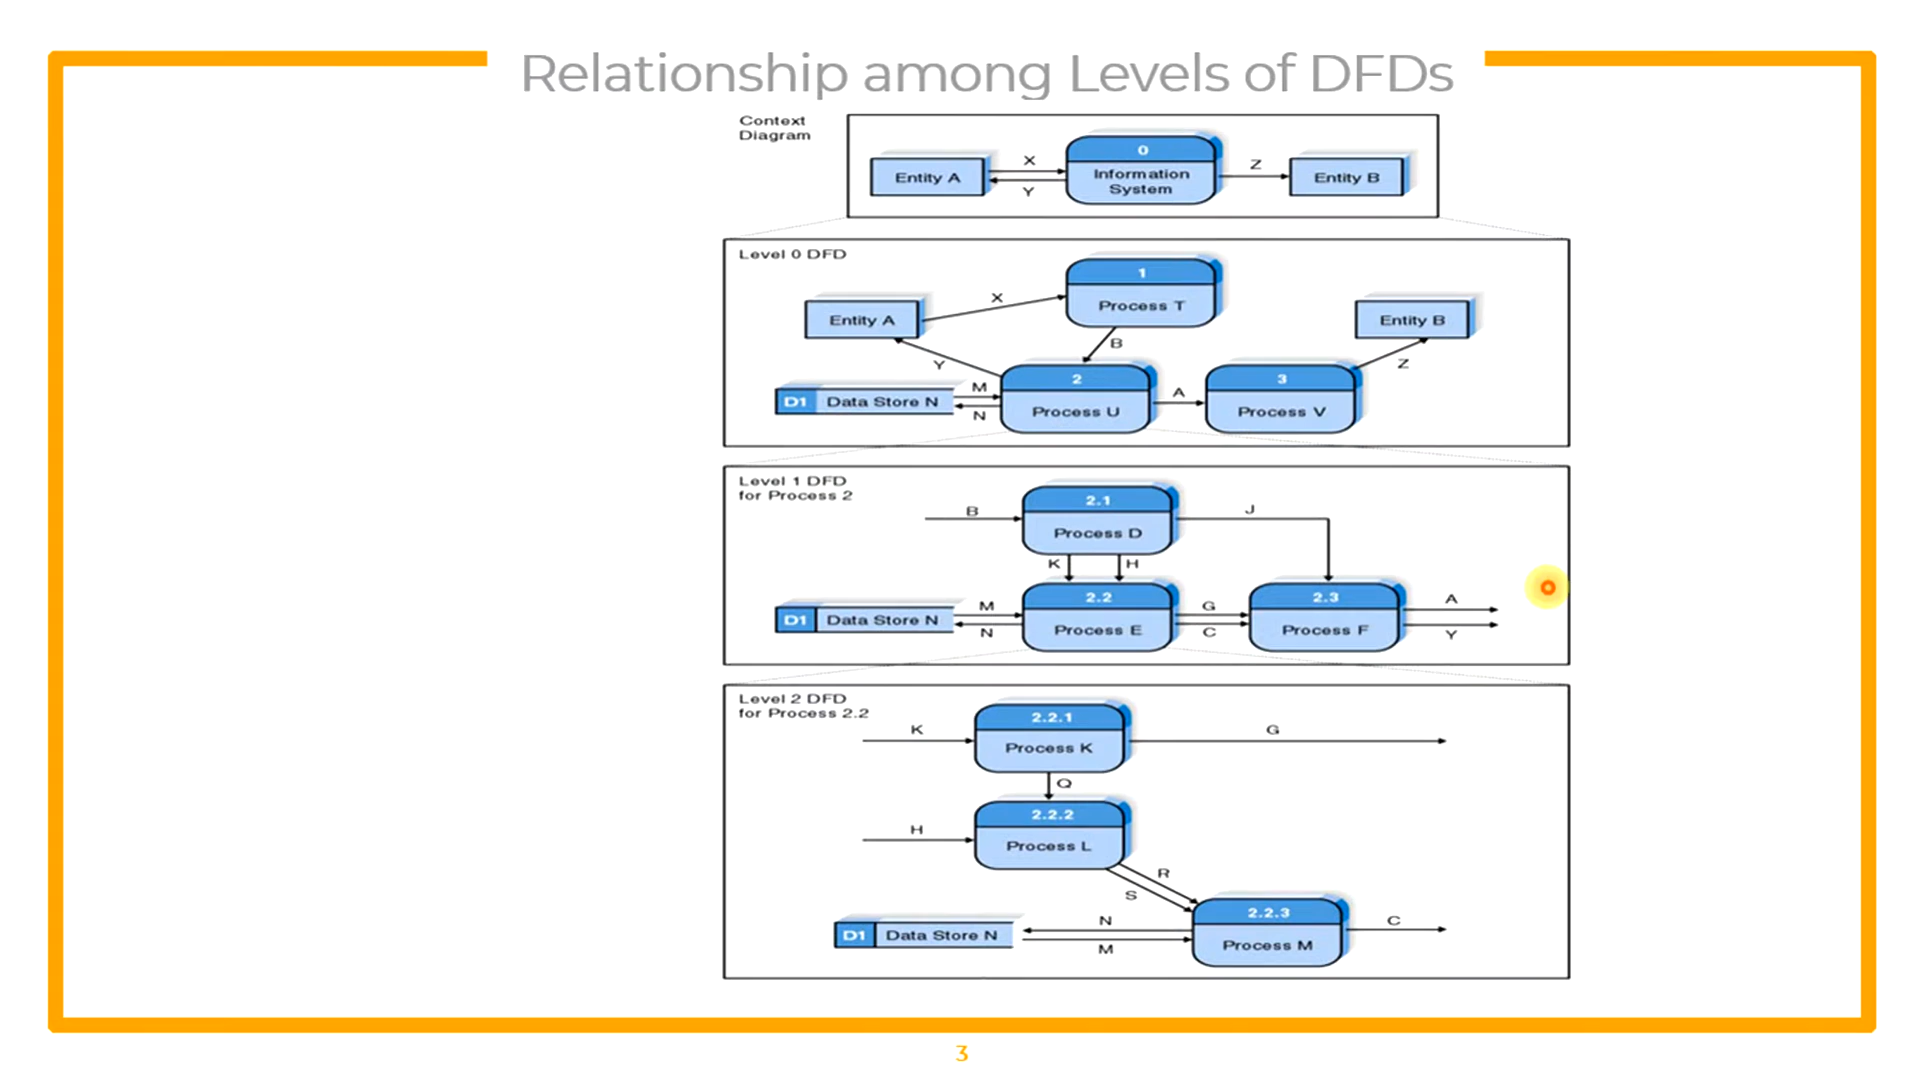 Relationship among Levels of DFDs
Context
Diagram
0
Information
System
Entity A
X
Y
Z
Entity B
Level 0 DFD
1
Process T
Entity A
X
Entity B
B
Y
Z
D1 Data Store N
M
N
2
Process U
A
3
Process V
Level 1 DFD
for Process 2
2.1
Process D
B
J
K
H
D1 Data Store N
M
N
2.2
Process E
G
C
2.3
Process F
A
Y
Level 2 DFD
for Process 2.2
2.2.1
Process K
K
G
Q
2.2.2
Process L
H
R
S
D1 Data Store N
N
M
2.2.3
Process M
C
3